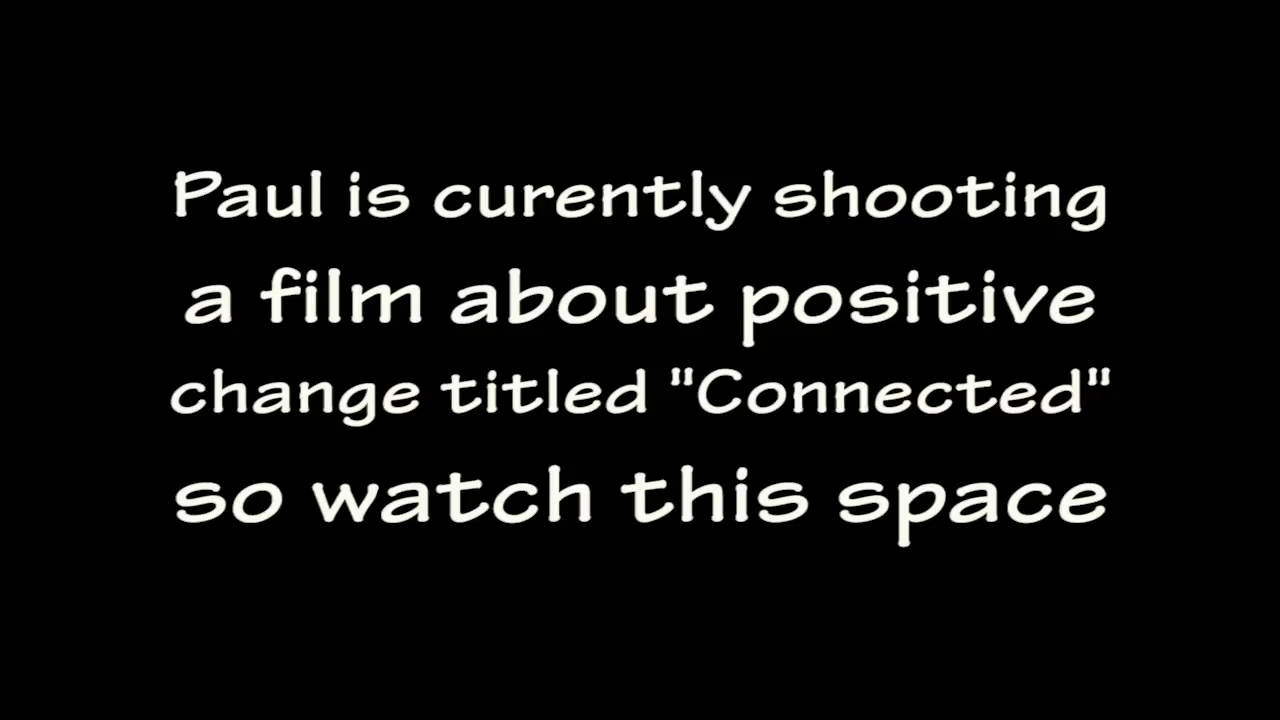 Paul is curently shooting
a film about positive
change titled "Connected"
so watch this space